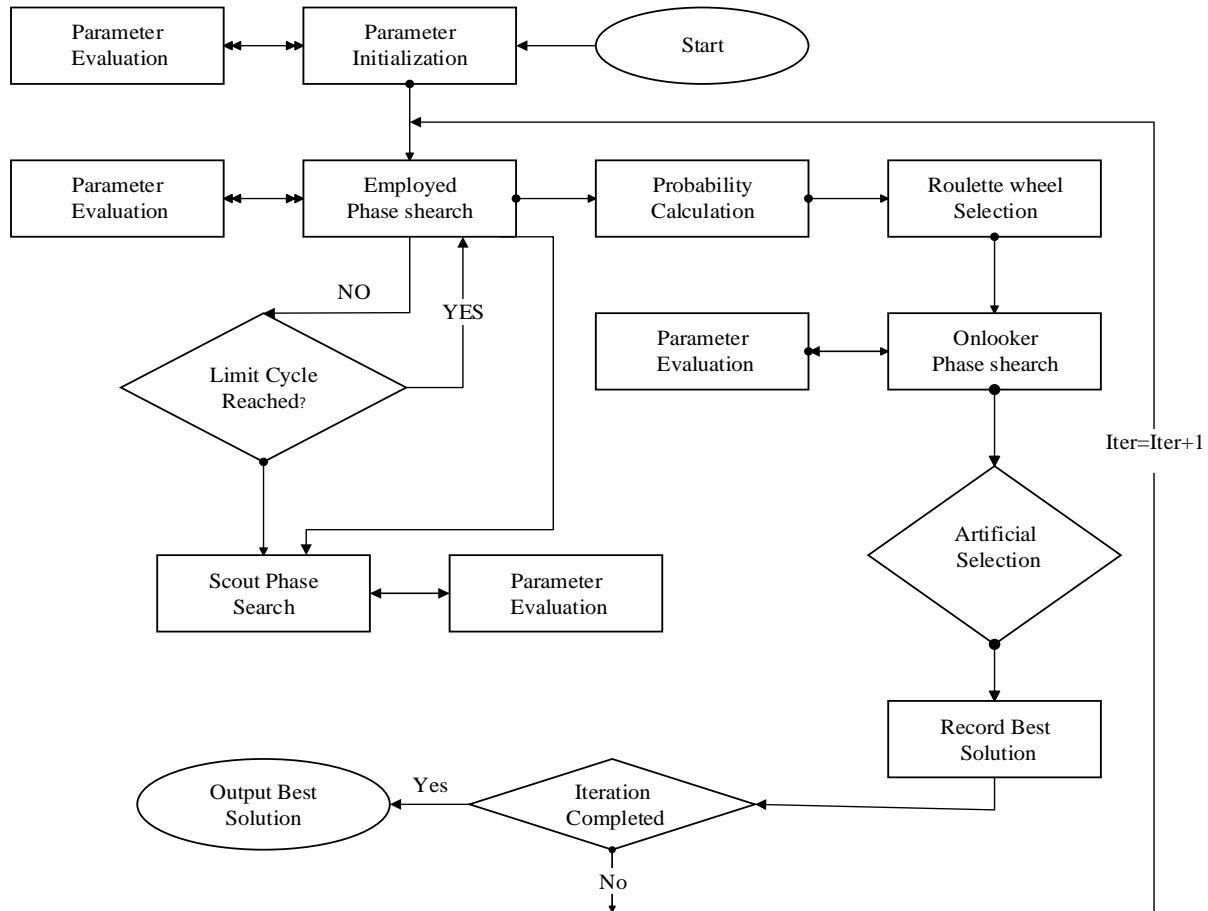 Parameter
Evaluation
Parameter
Initialization
Start
Parameter
Evaluation
Employed
Phase shearch
Probability
Calculation
Roulette wheel
Selection
NO
YES
Parameter
Evaluation
Onlooker
Phase shearch
Limit Cycle
Reached?
Iter=Iter+1
Artificial
Selection
Scout Phase
Search
Parameter
Evaluation
Record Best
Solution
Output Best
Solution
Yes
Iteration
Completed
No